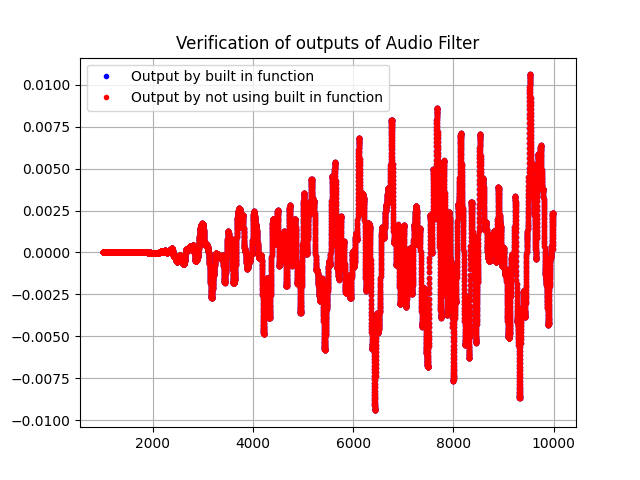 Verification of outputs of Audio Filter
Output by built in function
Output by not using built in function
0.0100
0.0075
0.0050
0.0025
0.0000
−0.0025
−0.0050
−0.0075
−0.0100
2000 4000 6000 8000 10000